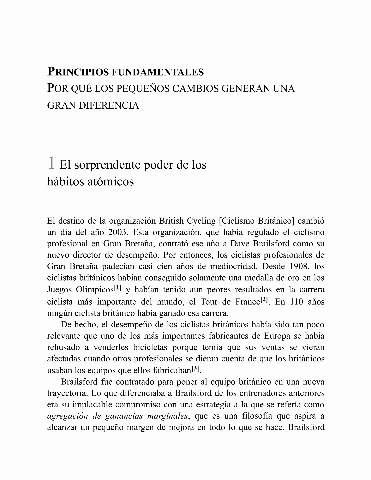 PRINCIPIOS FUNDAMENTALES
POR QUÉ LOS PEQUEÑOS CAMBIOS GENERAN UNA
GRAN DIFERENCIA
1 El sorprendente poder de los
hábitos atómicos
El destino de la organización British Cycling [Ciclismo Británico] cambió
un día del año 2003. Esta organización, que había regulado el ciclismo
profesional en Gran Bretaña, contrató ese año a Dave Brailsford como su
nuevo director de desempeño. Por entonces, los ciclistas profesionales de
Gran Bretaña padecían casi cien años de mediocridad. Desde 1908, los
ciclistas británicos habían conseguido solamente una medalla de oro en los
Juegos Olímpicos[1] y habían tenido aun peores resultados en la carrera
ciclista más importante del mundo, el Tour de France[2]. En 110 años
ningún ciclista británico había ganado esa carrera.
De hecho, el desempeño de los ciclistas británicos había sido tan poco
relevante que uno de los más importantes fabricantes de Europa se había
rehusado a venderles bicicletas porque temía que sus ventas se vieran
afectadas cuando otros profesionales se dieran cuenta de que los británicos
usaban los equipos que ellos fabricaban[3].
Brailsford fue contratado para poner al equipo británico en una nueva
trayectoria. Lo que diferenciaba a Brailsford de los entrenadores anteriores
era su implacable compromiso con una estrategia a la que se refería como
agregación de ganancias marginales, que es una filosofía que aspira a
alcanzar un pequeño margen de mejora en todo lo que se hace. Brailsford